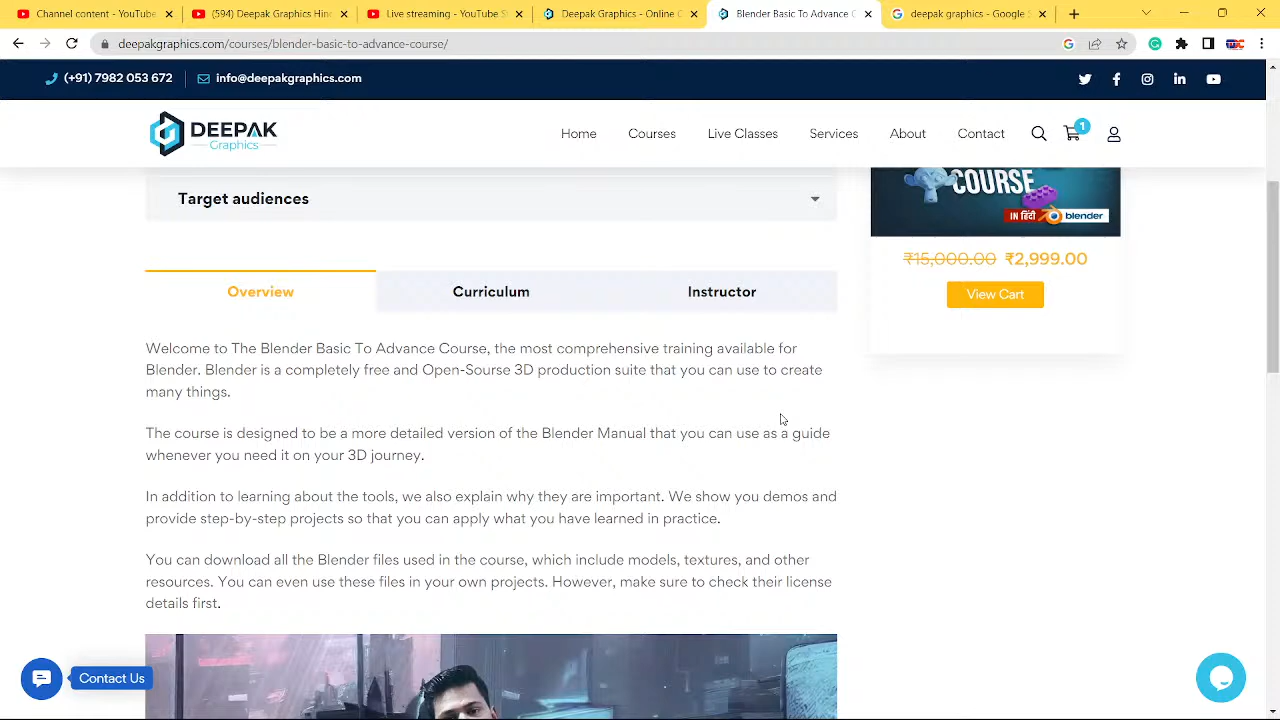 Channel content - YouTube
(594) Graphics Hind
Live streaming - YouTube S
Deepak Graphics - Online C
Blender Basic To Advance C
deepak graphics - Google S
deepakgraphics.com/courses/blender-basic-to-advance-course/
(+91) 7982 053 672
info@deepakgraphics.com
DEEPAK
Graphics
Home
Courses
Live Classes
Services
About
Contact
1
Target audiences
COURSE
IN हिंदी
blender
₹15,000.00 ₹2,999.00
View Cart
Overview
Curriculum
Instructor
Welcome to The Blender Basic To Advance Course, the most comprehensive training available for
Blender. Blender is a completely free and Open-Sourse 3D production suite that you can use to create
many things.
The course is designed to be a more detailed version of the Blender Manual that you can use as a guide
whenever you need it on your 3D journey.
In addition to learning about the tools, we also explain why they are important. We show you demos and
provide step-by-step projects so that you can apply what you have learned in practice.
You can download all the Blender files used in the course, which include models, textures, and other
resources. You can even use these files in your own projects. However, make sure to check their license
details first.
Contact Us